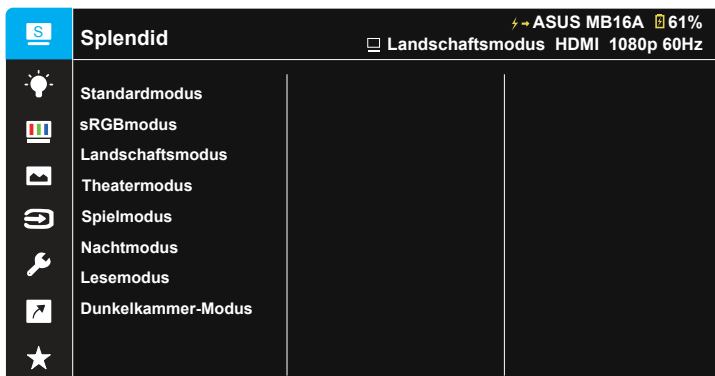 S
Splendid
ASUS MB16A 61%
Landschaftsmodus HDMI 1080p 60Hz
Standardmodus
sRGBmodus
Landschaftsmodus
Theatermodus
Spielmodus
Nachtmodus
Lesemodus
Dunkelkammer-Modus